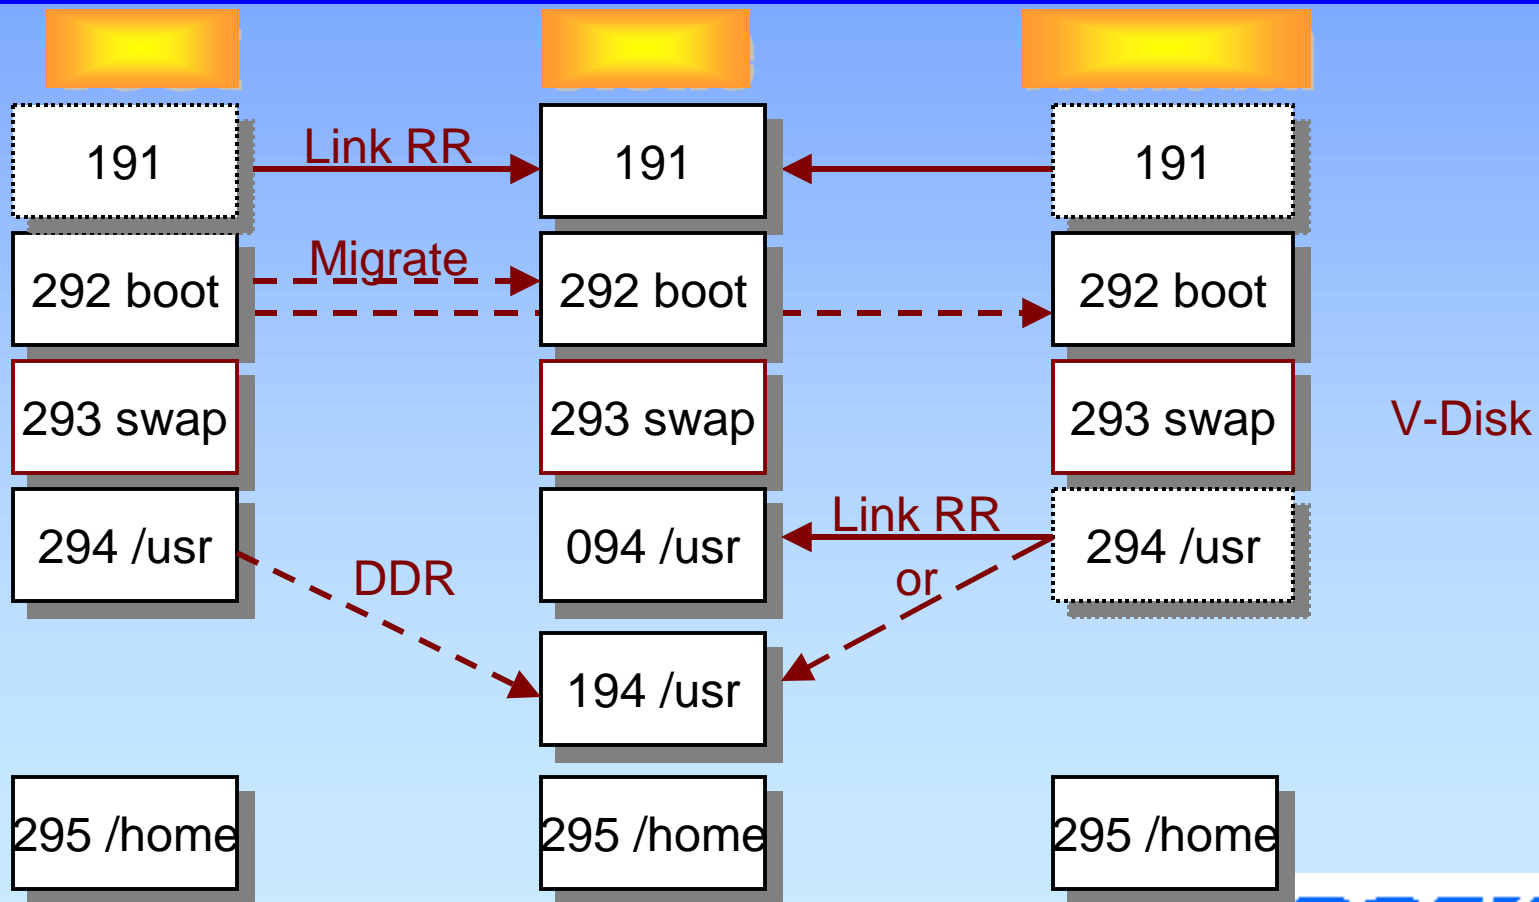 191 Link RR 191 191
292 boot Migrate 292 boot 292 boot
293 swap 293 swap 293 swap V-Disk
294 /usr DDR 094 /usr Link RR or 294 /usr
194 /usr
295 /home 295 /home 295 /home